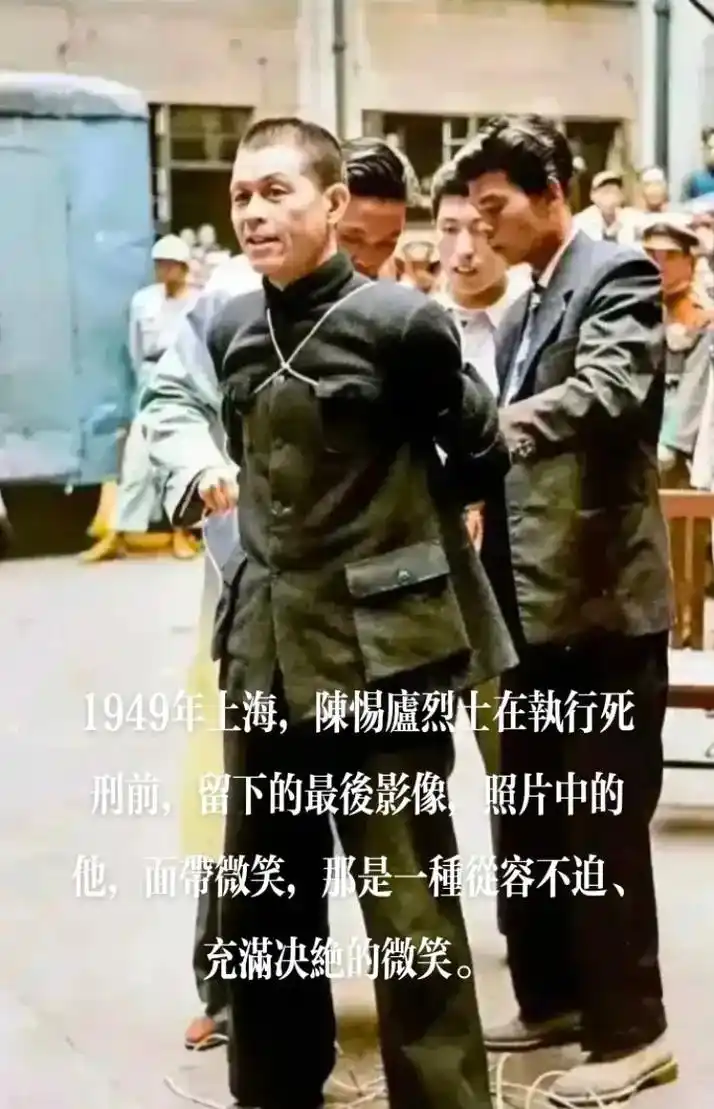 1949年上海，陳惕廬烈士在執行死
刑前，留下的最後影像，照片中的
他，面帶微笑，那是一種從容不迫、
充滿决絶的微笑。